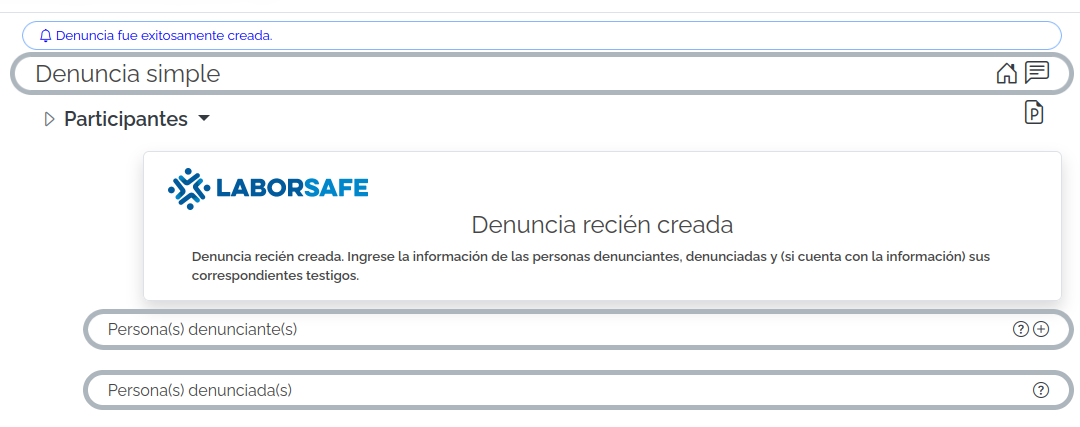 Denuncia fue exitosamente creada.
Denuncia simple
Participantes
P
LABORSAFE
Denuncia recién creada
Denuncia recién creada. Ingrese la información de las personas denunciantes, denunciadas y (si cuenta con la información) sus
correspondientes testigos.
Persona(s) denunciante(s)
Persona(s) denunciada(s)